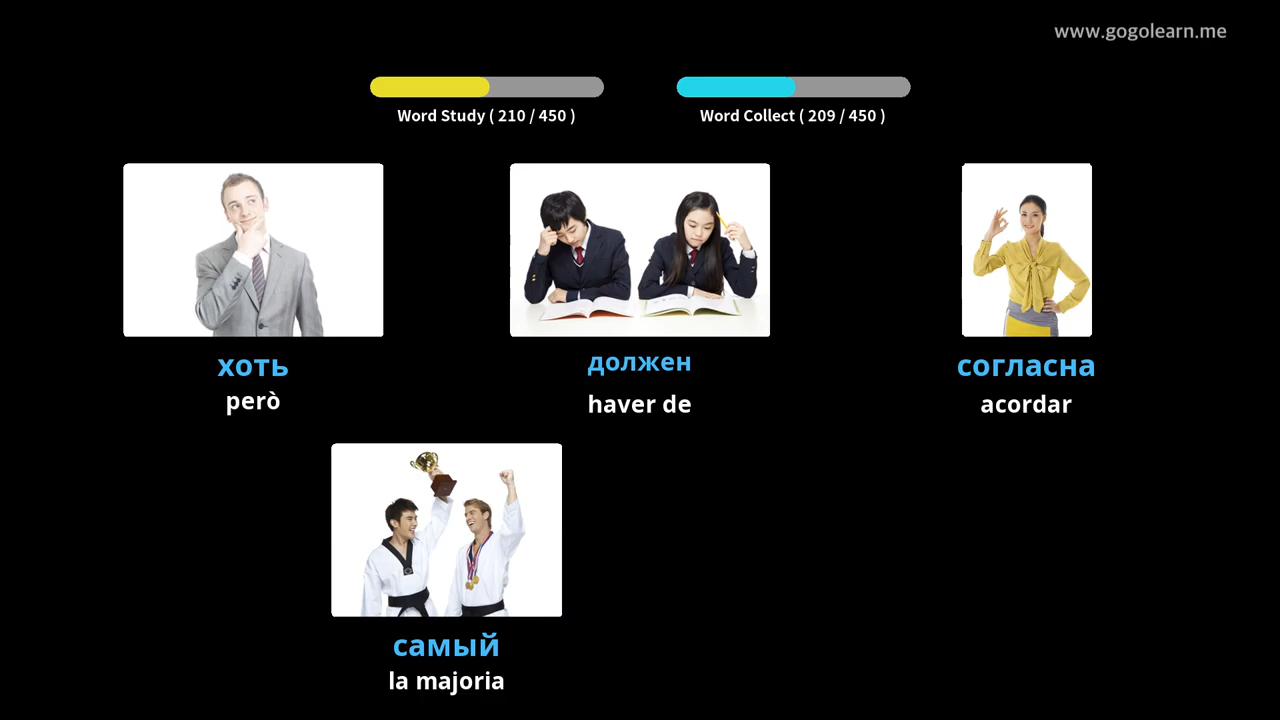 www.gogolearn.me
Word Study ( 210 / 450 )
Word Collect ( 209 / 450 )
хоть
però
должен
haver de
согласна
acordar
самый
la majoria